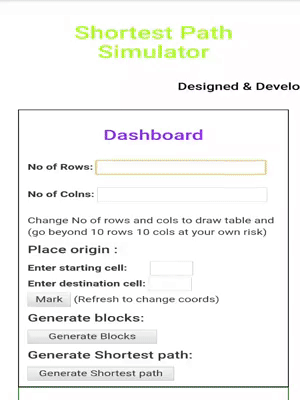 Shortest Path
Simulator
Designed & Develo
Dashboard
No of Rows:
No of Colns:
Change No of rows and cols to draw table and
(go beyond 10 rows 10 cols at your own risk)
Place origin :
Enter starting cell:
Enter destination cell:
Mark (Refresh to change coords)
Generate blocks:
Generate Blocks
Generate Shortest path:
Generate Shortest path